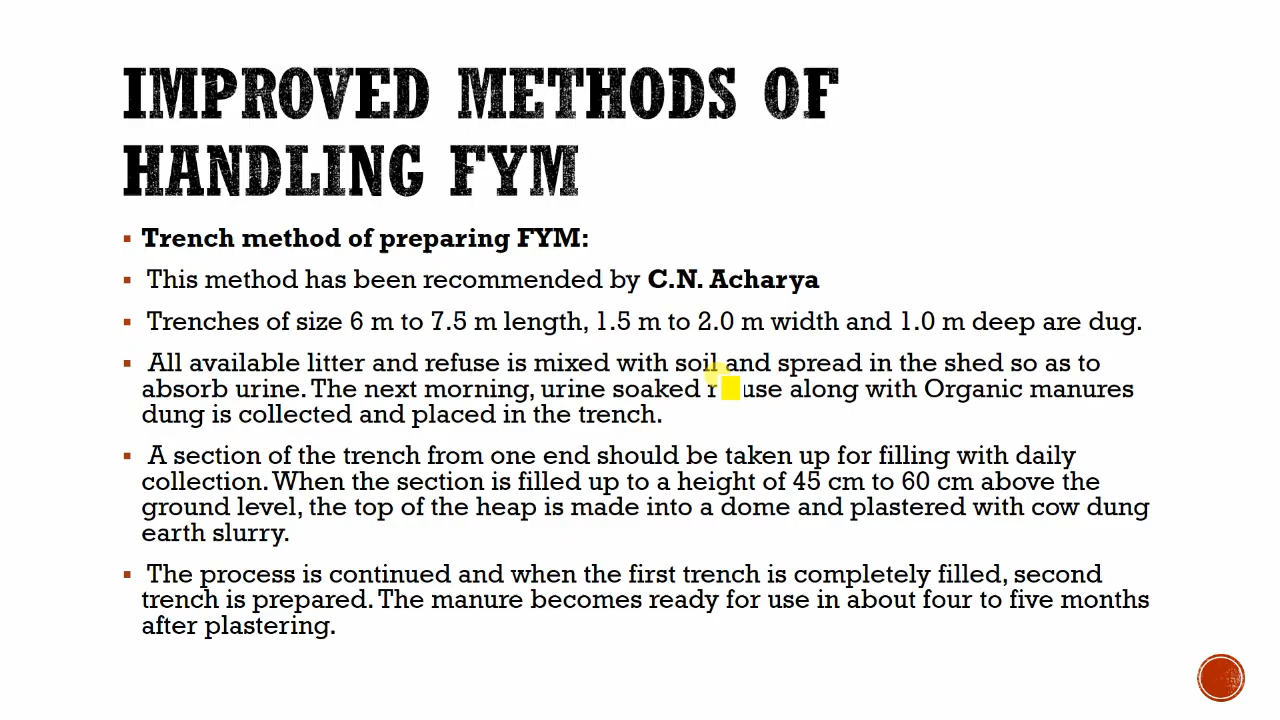 IMPROVED METHODS OF
HANDLING FYM
▪ Trench method of preparing FYM:
▪ This method has been recommended by C.N. Acharya
▪ Trenches of size 6 m to 7.5 m length, 1.5 m to 2.0 m width and 1.0 m deep are dug.
▪ All available litter and refuse is mixed with soil and spread in the shed so as to
absorb urine. The next morning, urine soaked along with Organic manures
dung is collected and placed in the trench.
▪ A section of the trench from one end should be taken up for filling with daily
collection. When the section is filled up to a height of 45 cm to 60 cm above the
ground level, the top of the heap is made into a dome and plastered with cow dung
earth slurry.
▪ The process is continued and when the first trench is completely filled, second
trench is prepared. The manure becomes ready for use in about four to five months
after plastering.